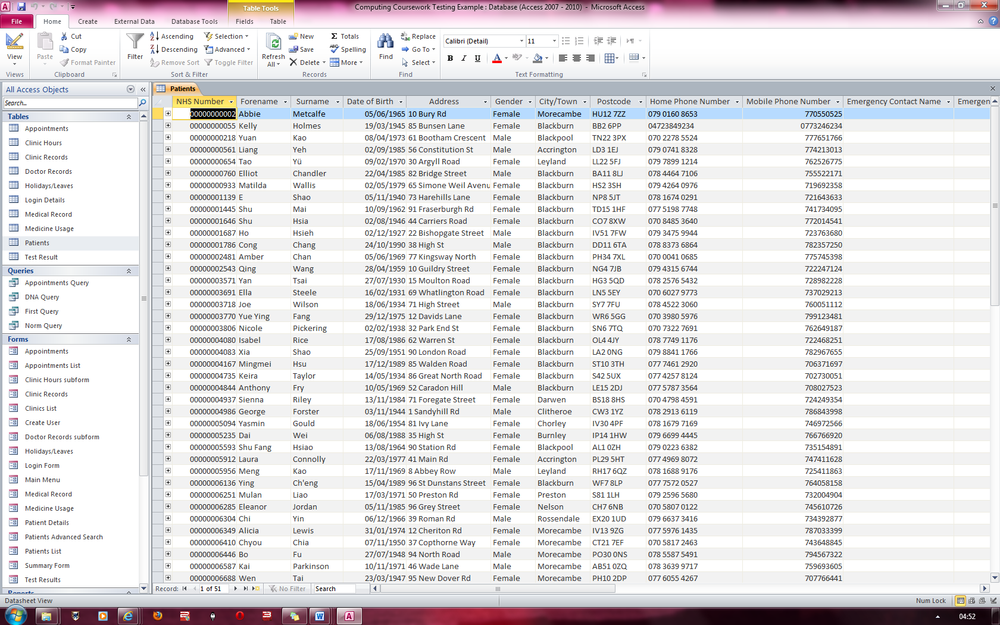 Table Tools
Computing Coursework Testing Example : Database (Access 2007 - 2010) - Microsoft Access
File Home Create External Data Database Tools Fields Table
View
Views
Paste
Cut
Copy
Format Painter
Clipboard
Filter
Ascending
Descending
Remove Sort
Selection
Advanced
Toggle Filter
Sort & Filter
Refresh All
New
Save
Delete
Totals
Spelling
More
Records
Find
Replace
Go To
Select
Find
Calibri (Detail) 11
B I U A
Text Formatting
All Access Objects
Search...
Tables
Appointments
Clinic Hours
Clinic Records
Doctor Records
Holidays/Leaves
Login Details
Medical Record
Medicine Usage
Patients
Test Result
Queries
Appointments Query
DNA Query
First Query
Norm Query
Forms
Appointments
Appointments List
Clinic Hours subform
Clinic Records
Clinics List
Create User
Doctor Records subform
Holidays/Leaves
Login Form
Main Menu
Medical Record
Medicine Usage
Patient Details
Patients Advanced Search
Patients List
Summary Form
Test Results
Reports
Patients
NHS Number Forename Surname Date of Birth Address Gender City/Town Postcode Home Phone Number Mobile Phone Number Emergency Contact Name Emergen
00000000002 Abbie Metcalfe 05/06/1965 10 Bury Rd Female Morecambe HU12 7ZZ 079 0160 8653 770550525
00000000055 Kelly Holmes 19/03/1945 85 Bunsen Lane Female Blackburn BB2 6PP 04723849234 0773246234
00000000218 Yuan Kao 08/04/1973 61 Bootham Crescent Male Blackpool TN22 3PX 070 2278 5524 777651766
00000000561 Liang Yeh 02/09/1985 56 Constitution St Male Accrington LD3 1EJ 079 0741 8328 774213013
00000000654 Tao Yü 09/02/1970 30 Argyll Road Female Leyland LL22 5FJ 079 7899 1214 762526775
00000000760 Elliot Chandler 22/04/1985 82 Bridge Street Male Blackburn BA11 8LJ 078 4464 7106 755522171
00000000933 Matilda Wallis 02/05/1979 65 Simone Weil Avenu Female Blackburn HS2 3SH 079 4264 0976 719692358
00000001139 E Shao 05/11/1940 73 Harehills Lane Female Blackburn NP8 5JT 078 1674 0291 721643633
00000001445 Shu Mai 10/09/1962 91 Fraserburgh Rd Female Blackburn TD15 1HF 077 5198 7748 741734095
00000001646 Shu Hsia 02/08/1946 44 Carriers Road Female Blackburn CO7 8XW 070 8485 3640 772014541
00000001687 Ho Hsieh 02/12/1927 22 Bishopgate Street Male Blackburn IV51 7FW 079 3475 9944 723763680
00000001786 Cong Chang 24/10/1990 38 High St Male Blackburn DD11 6TA 078 8373 6864 782357250
00000002481 Amber Chan 05/06/1969 77 Kingsway North Female Blackburn PH34 7XL 070 0041 0685 775745398
00000002543 Qing Wang 28/04/1959 10 Guildry Street Female Blackburn NG4 7JB 079 4315 6744 722247124
00000003571 Yan Tsai 27/07/1930 15 Moulton Road Female Blackburn HG3 5QD 078 2576 5432 728982228
00000003691 Ella Steele 16/02/1931 69 Whatlington Road Female Blackburn LN5 5EY 070 6027 9773 737029213
00000003718 Joe Wilson 18/06/1934 71 High Street Male Blackburn SY7 7FU 078 4522 3060 760051112
00000003770 Yue Ying Fang 29/12/1975 12 Davids Lane Female Blackburn WR6 5GG 070 3980 5976 799123481
00000003806 Nicole Pickering 02/02/1938 32 Park End St Female Blackburn SN6 7TQ 070 7322 7691 762649187
00000004080 Isabel Rice 17/08/1986 62 Warren St Female Blackburn OL4 4JY 078 7749 1176 722468251
00000004083 Xia Shao 25/09/1951 90 London Road Female Blackburn LA2 0NG 079 8841 1766 782967655
00000004167 Mingmei Hsu 17/12/1989 85 Walden Road Female Blackburn ST10 3TH 077 7461 2920 706371697
00000004735 Keira Taylor 14/05/1934 86 Great North Road Female Blackburn S42 5UX 077 4257 8124 702730051
00000004844 Anthony Fry 10/05/1969 52 Caradon Hill Male Blackburn LE15 2DJ 077 5787 3564 708027523
00000004937 Sienna Riley 13/11/1984 71 Foregate Street Female Darwen BS18 8HS 070 4798 4591 724249354
00000004986 George Forster 03/11/1944 1 Sandyhill Rd Male Clitheroe CW3 1YZ 078 2913 6119 786843998
00000005094 Yasmin Gould 18/06/1954 81 Ivy Lane Female Chorley IV30 4PF 078 1679 7169 746972566
00000005235 Dai Wei 06/08/1988 35 High St Female Burnley IP14 1HW 079 6699 4445 766766920
00000005593 Shu Fang Hsiao 13/08/1964 90 Station Rd Female Blackpool AL1 0ZH 079 0223 6382 735154891
00000005912 Laura Connolly 22/03/1977 41 Main Rd Female Accrington PL29 5HT 077 4969 8072 747411628
00000005956 Meng Kao 17/11/1969 8 Abbey Row Male Leyland RH17 6QZ 078 1688 9176 725411863
00000006136 Ying Ch'eng 15/04/1989 96 St Dunstans Street Female Blackburn WF7 8LP 077 7572 0527 764058158
00000006251 Mulan Liao 17/03/1971 50 Preston Rd Female Preston S81 1LH 079 2596 5680 732004904
00000006285 Eleanor Jordan 05/11/1985 96 Grey Street Female Nelson CH7 6NB 070 5807 0122 745610726
00000006304 Chi Yin 06/12/1966 39 Roman Rd Male Rossendale EX20 1UD 079 6637 3416 734392877
00000006349 Alicia Lewis 31/01/1974 12 Cheriton Rd Female Morecambe IV13 9ZG 077 5976 1435 787033399
00000006410 Chyou Chia 07/11/1950 37 Copthorne Way Female Morecambe CT21 7EF 070 5817 2463 743648845
00000006446 Bo Fu 27/07/1948 94 North Road Male Morecambe PO30 0NS 078 5587 5491 794567322
00000006587 Kai Parkinson 10/11/1971 46 Wade Lane Male Morecambe AB51 0ZQ 078 3639 9717 759693605
00000006688 Wen Tai 23/03/1947 95 New Dover Rd Female Morecambe PH10 2DP 077 6055 4267 707766441
Record: 1 of 51 No Filter Search
Datasheet View
Num Lock
04:52